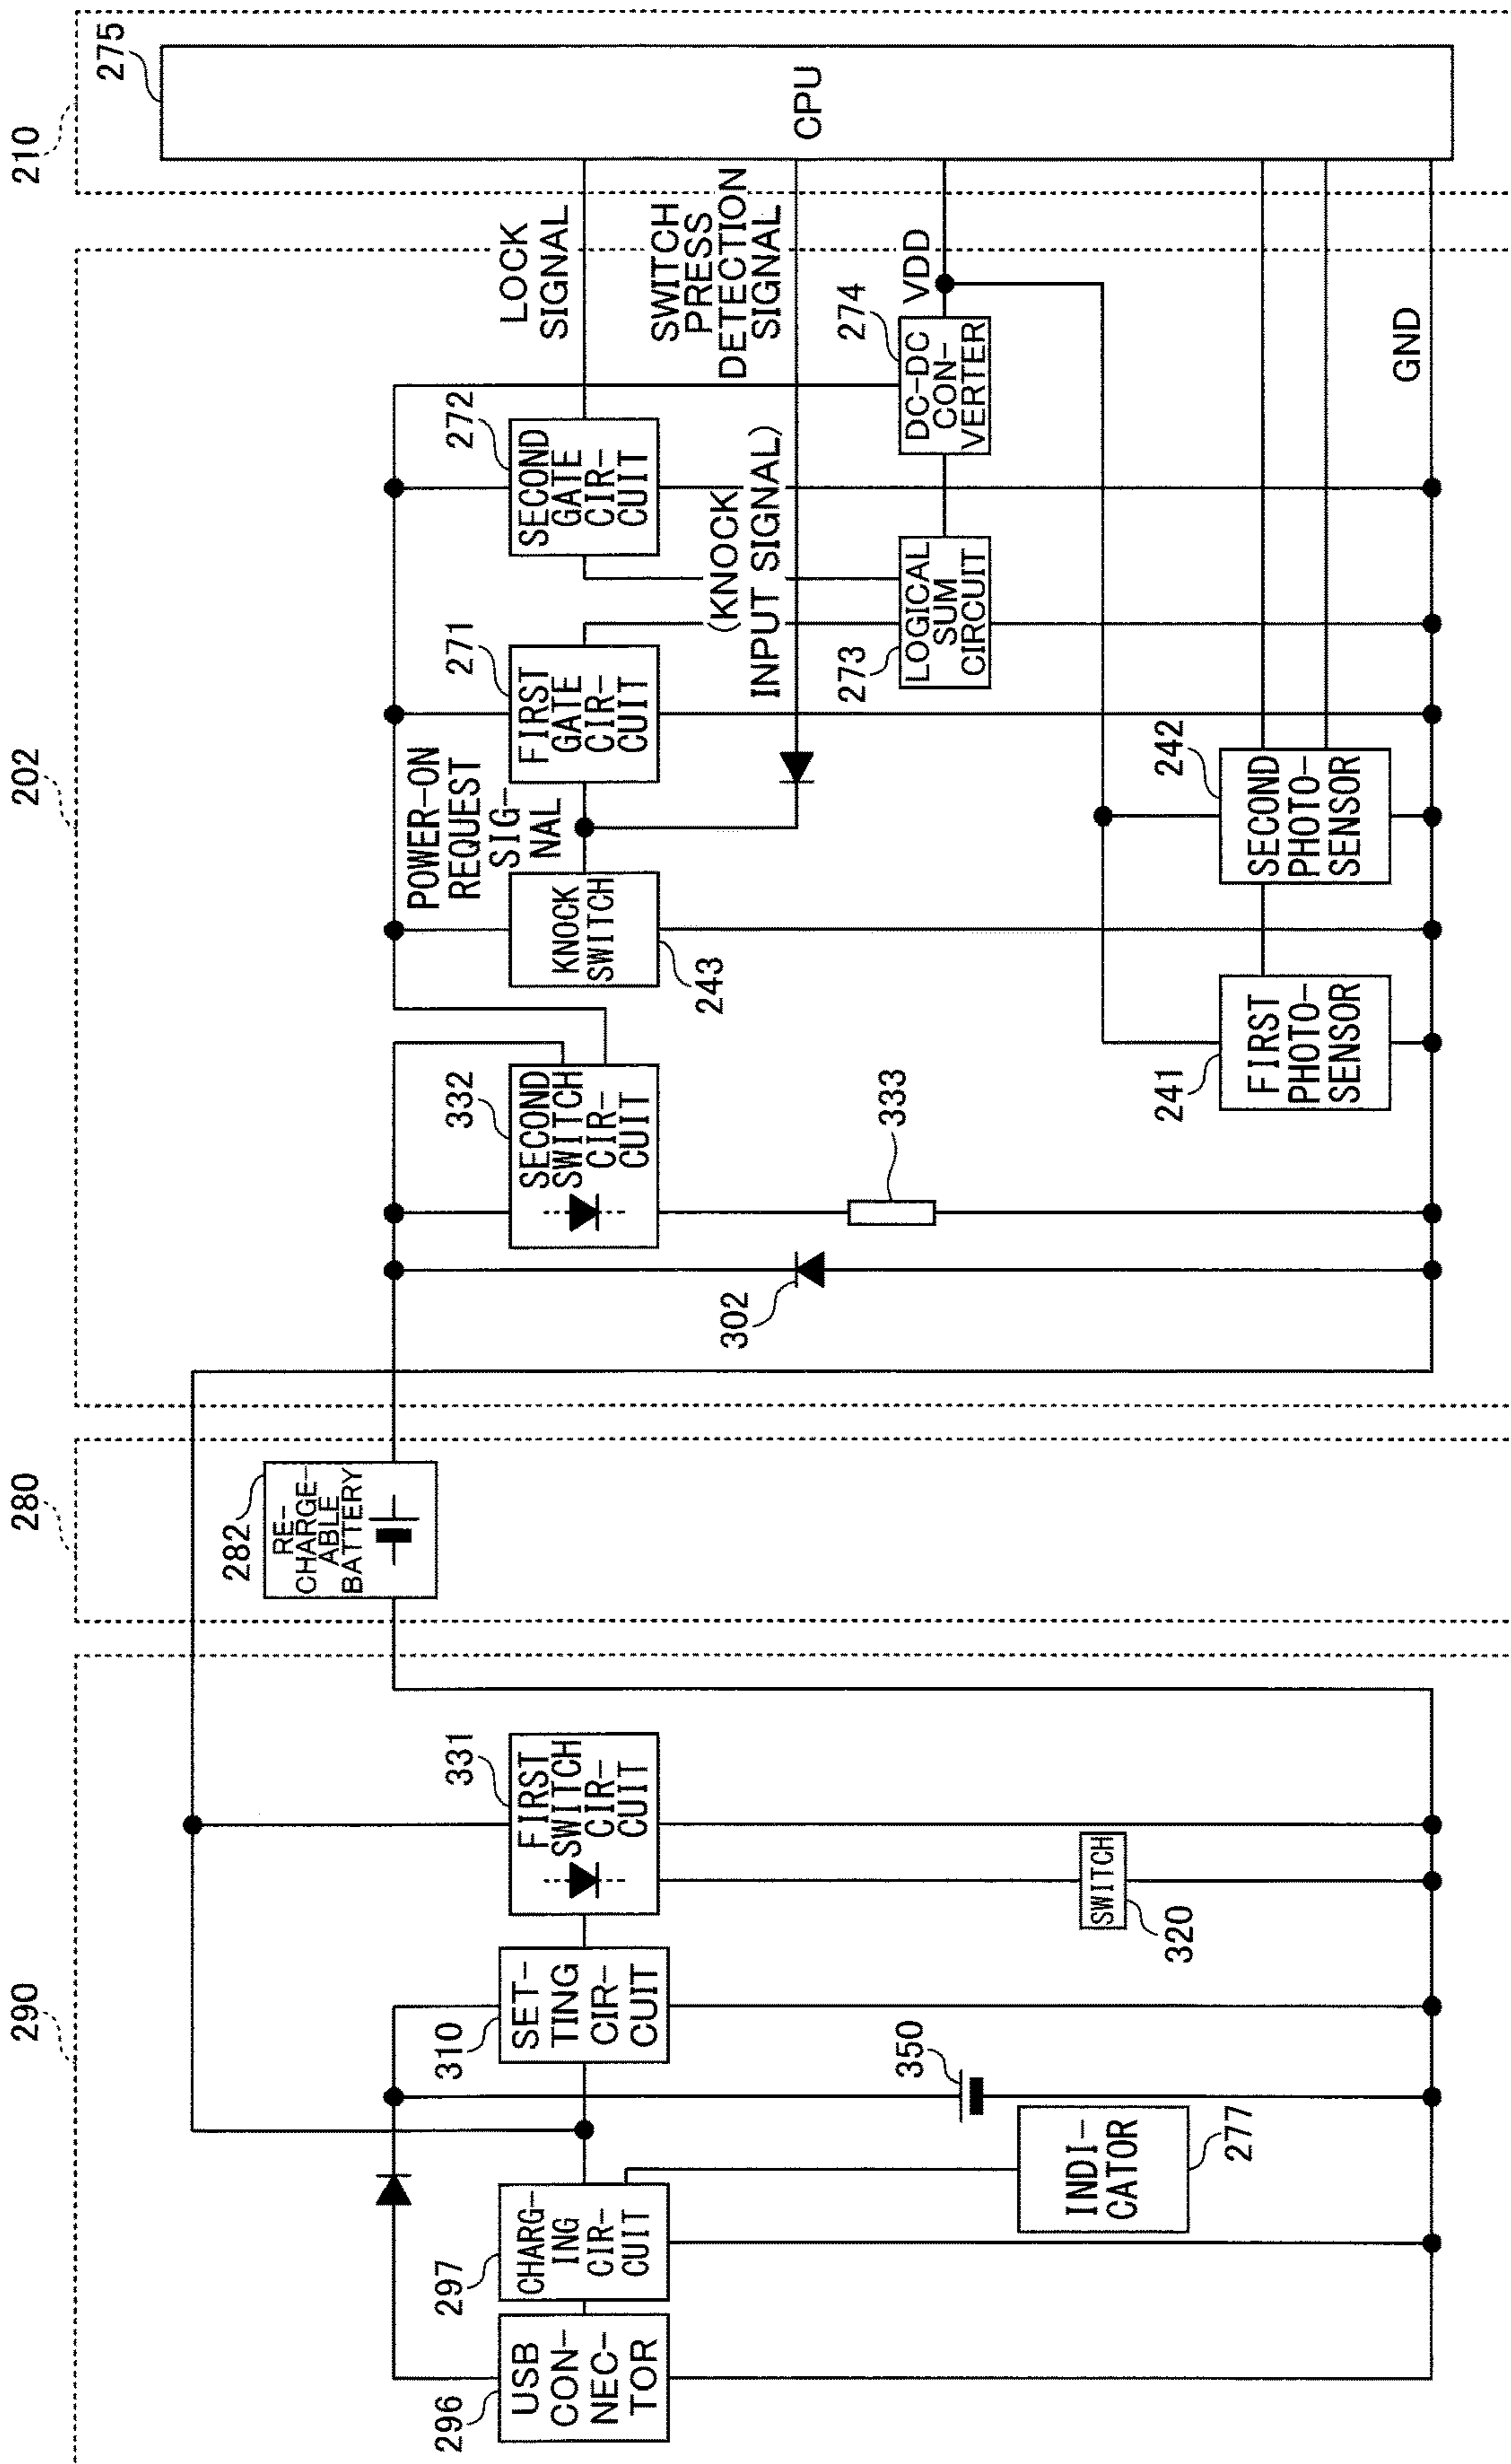 290
280
202
210
296
USB
CON-
NEC-
TOR
297
CHARG-
ING
CIR-
CUIT
310
SET-
TING
CIR-
CUIT
331
FIRST
SWITCH
CIR-
CUIT
350
INDI-
CATOR
277
SWITCH
320
282
RE-
CHARGE-
ABLE
BATTERY
302
332
SECOND
SWITCH
CIR-
CUIT
333
POWER-ON
REQUEST
SIG-
NAL
KNOCK
SWITCH
243
271
FIRST
GATE
CIR-
CUIT
272
SECOND
GATE
CIR-
CUIT
LOCK
SIGNAL
SWITCH
PRESS
DETECTION
SIGNAL
(KNOCK
INPUT SIGNAL)
273
LOGICAL
SUM
CIRCUIT
274
DC-DC
CON-
VERTER
VDD
241
FIRST
PHOTO-
SENSOR
242
SECOND
PHOTO-
SENSOR
GND
275
CPU